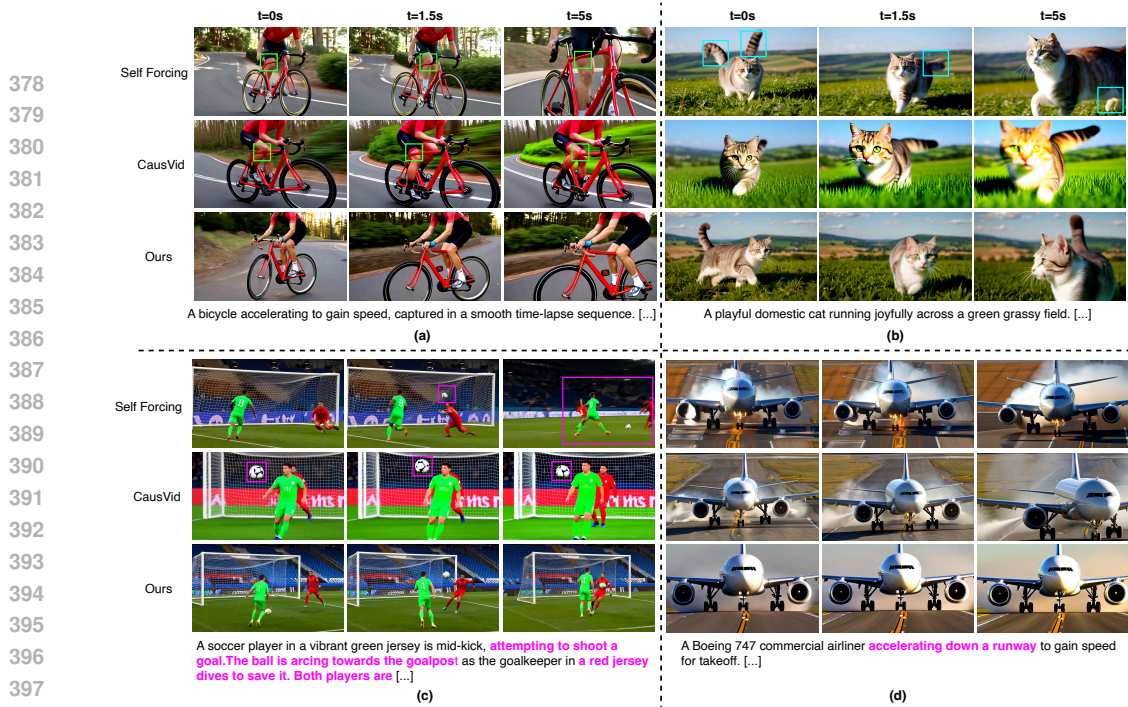 t=0s t=1.5s t=5s t=0s t=1.5s t=5s
378 Self Forcing
379
380 CausVid
381
382
383 Ours
384
385
A bicycle accelerating to gain speed, captured in a smooth time-lapse sequence. [...]
A playful domestic cat running joyfully across a green grassy field. [...]
386 (a) (b)
387
388 Self Forcing
389
390 CausVid
391
392
393
394 Ours
395
396
397
A soccer player in a vibrant green jersey is mid-kick, attempting to shoot a
goal.The ball is arcing towards the goalpost as the goalkeeper in a red jersey
dives to save it. Both players are [...]
(c)
A Boeing 747 commercial airliner accelerating down a runway to gain speed
for takeoff. [...]
(d)